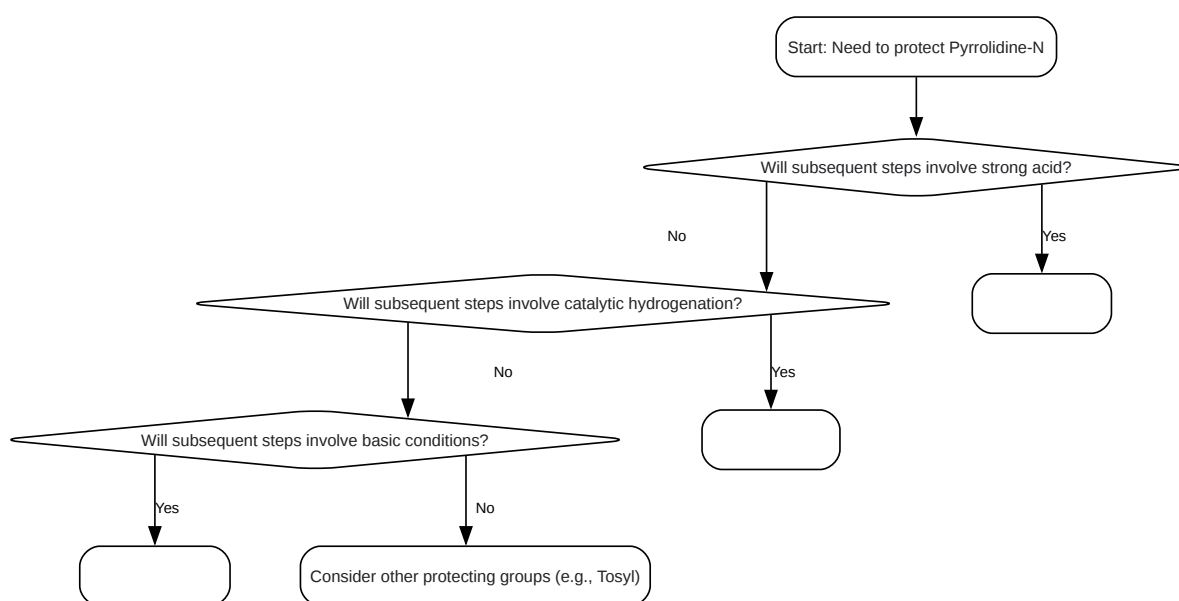 Start: Need to protect Pyrrolidine-N
Will subsequent steps involve strong acid?
No
Yes
Will subsequent steps involve catalytic hydrogenation?
No
Yes
Will subsequent steps involve basic conditions?
Yes
No
Consider other protecting groups (e.g., Tosyl)